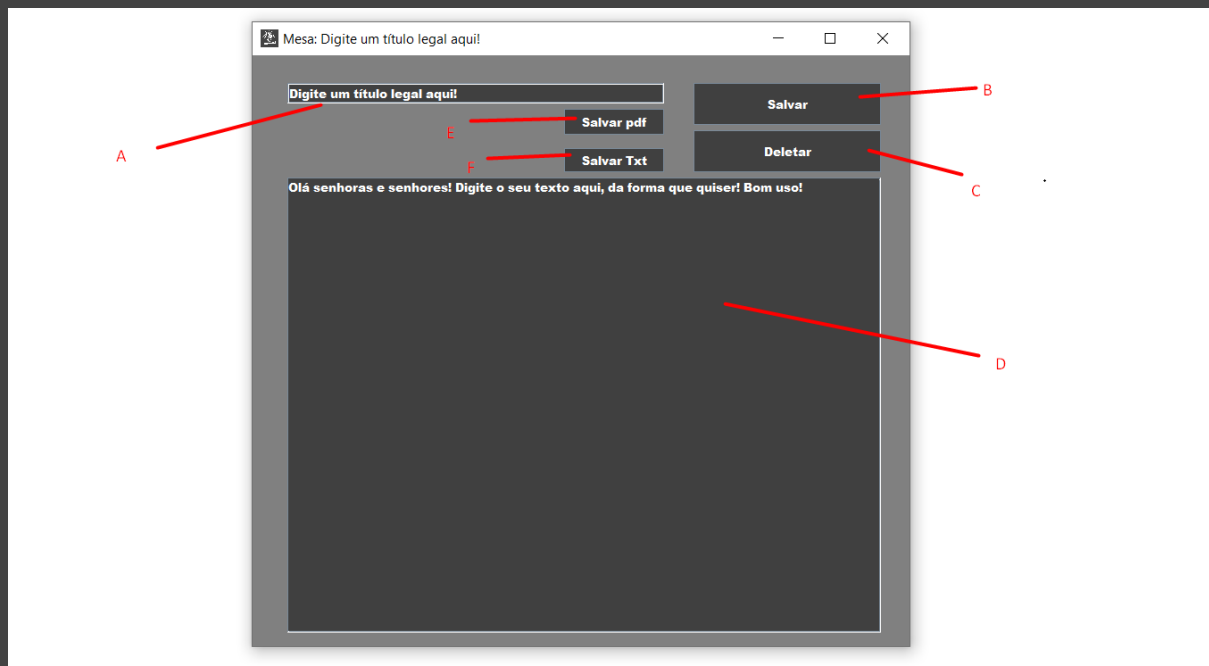 Mesa: Digite um título legal aqui!
Digite um título legal aqui!
Salvar
B
Salvar pdf
E
A
Deletar
Salvar Txt
F
C
Olá senhoras e senhores! Digite o seu texto aqui, da forma que quiser! Bom uso!
D